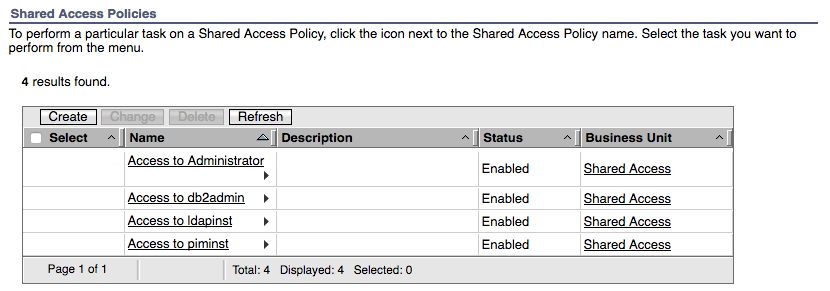 Shared Access Policies
To perform a particular task on a Shared Access Policy, click the icon next to the Shared Access Policy name. Select the task you want to
perform from the menu.
4 results found.
Create Change Delete Refresh
Select Name Description Status Business Unit
Access to Administrator Enabled Shared Access
Access to db2admin Enabled Shared Access
Access to ldapinst Enabled Shared Access
Access to piminst Enabled Shared Access
Page 1 of 1 Total: 4 Displayed: 4 Selected: 0